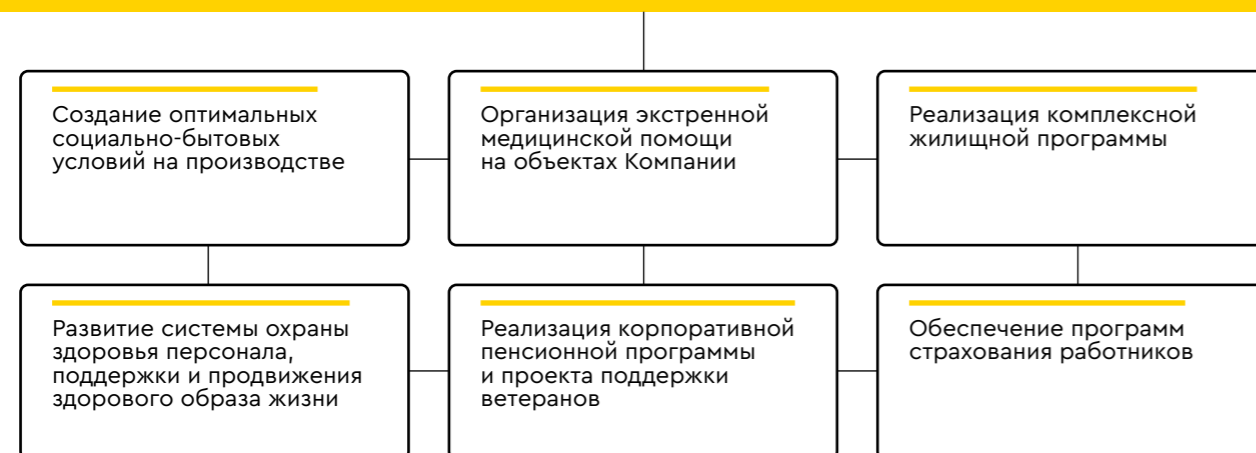 Создание оптимальных
социально-бытовых
условий на производстве
Организация экстренной
медицинской помощи
на объектах Компании
Реализация комплексной
жилищной программы
Развитие системы охраны
здоровья персонала,
поддержки и продвижения
здорового образа жизни
Реализация корпоративной
пенсионной программы
и проекта поддержки
ветеранов
Обеспечение программ
страхования работников